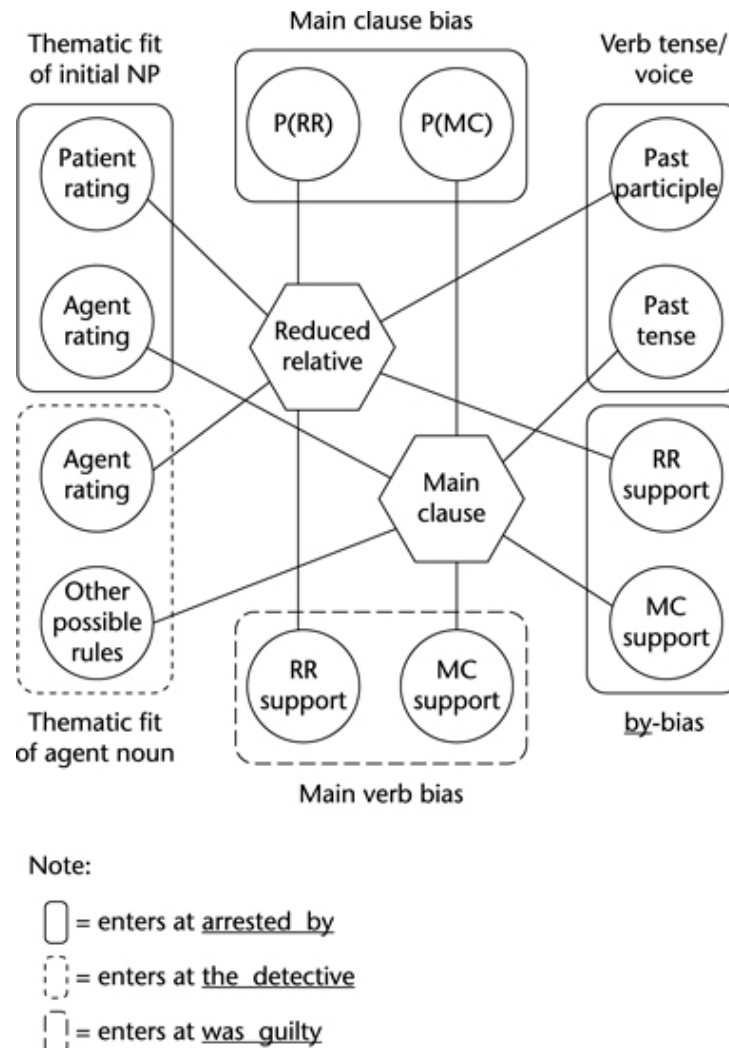 Main clause bias
Thematic fit
of initial NP
Verb tense/
voice
P(RR)
P(MC)
Patient
rating
Past
participle
Agent
rating
Reduced
relative
Past
tense
Agent
rating
Main
clause
RR
support
Other
possible
rules
MC
support
RR
support
MC
support
Thematic fit
of agent noun
by-bias
Main verb bias
Note:
= enters at arrested by
= enters at the detective
= enters at was guilty